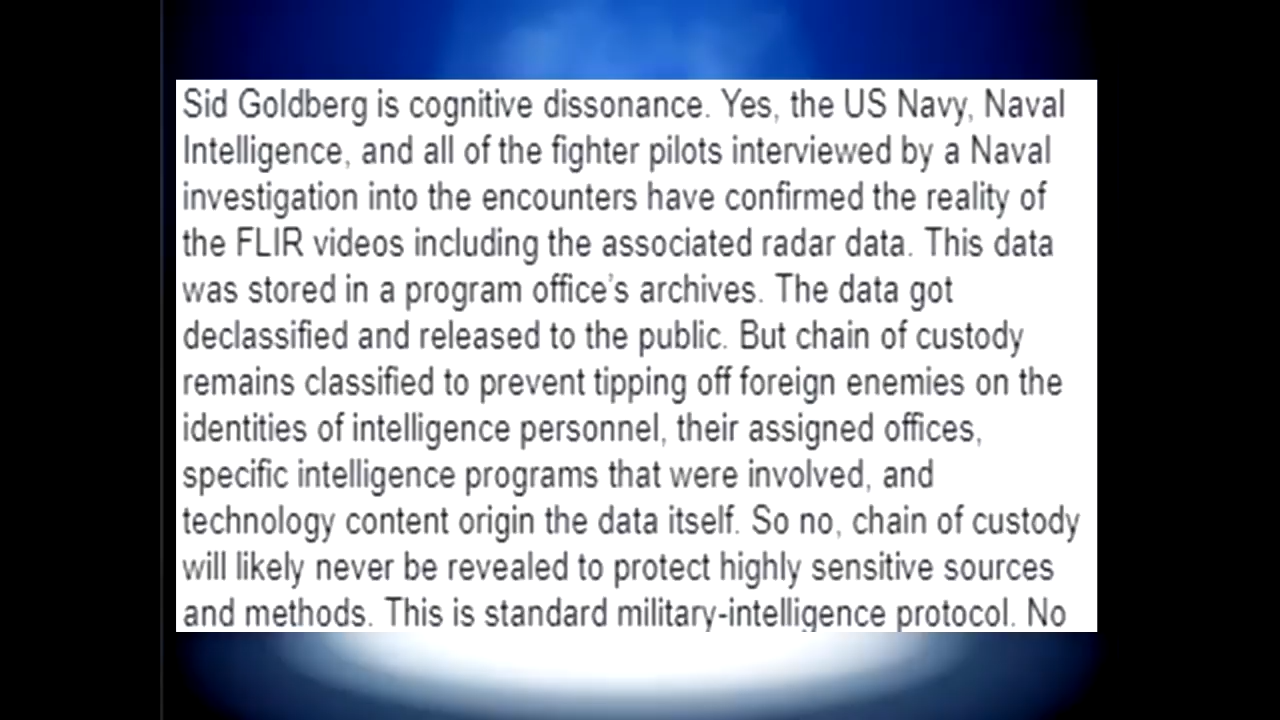 Sid Goldberg is cognitive dissonance. Yes, the US Navy, Naval
Intelligence, and all of the fighter pilots interviewed by a Naval
investigation into the encounters have confirmed the reality of
the FLIR videos including the associated radar data. This data
was stored in a program office's archives. The data got
declassified and released to the public. But chain of custody
remains classified to prevent tipping off foreign enemies on the
identities of intelligence personnel, their assigned offices,
specific intelligence programs that were involved, and
technology content origin the data itself. So no, chain of custody
will likely never be revealed to protect highly sensitive sources
and methods. This is standard military-intelligence protocol. No